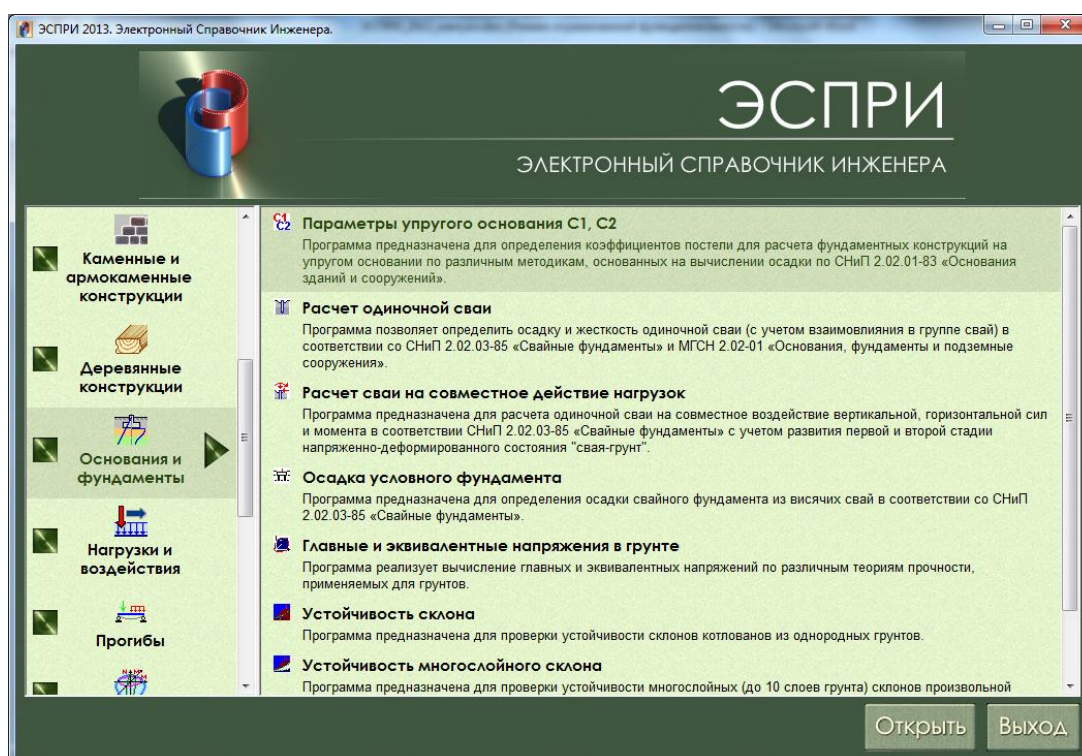 ЭСПРИ 2013. Электронный Справочник Инженера.
ЭСПРИ
ЭЛЕКТРОННЫЙ СПРАВОЧНИК ИНЖЕНЕРА
Каменные и
армокаменные
конструкции
Деревянные
конструкции
Основания и
фундаменты
Нагрузки и
воздействия
Прогибы
C1, C2
Параметры упругого основания C1, C2
Программа предназначена для определения коэффициентов постели для расчета фундаментных конструкций на
упругом основании по различным методикам, основанных на вычислении осадки по СНиП 2.02.01-83 «Основания
зданий и сооружений».
Расчет одиночной сваи
Программа позволяет определить осадку и жесткость одиночной сваи (с учетом взаимовлияния в группе свай) в
соответствии со СНиП 2.02.03-85 «Свайные фундаменты» и МГСН 2.02-01 «Основания, фундаменты и подземные
сооружения».
Расчет сваи на совместное действие нагрузок
Программа предназначена для расчета одиночной сваи на совместное воздействие вертикальной, горизонтальной сил
и момента в соответствии СНиП 2.02.03-85 «Свайные фундаменты» с учетом развития первой и второй стадии
напряженно-деформированного состояния "свая-грунт".
Осадка условного фундамента
Программа предназначена для определения осадки свайного фундамента из висячих свай в соответствии со СНиП
2.02.03-85 «Свайные фундаменты».
Главные и эквивалентные напряжения в грунте
Программа реализует вычисление главных и эквивалентных напряжений по различным теориям прочности,
применяемых для грунтов.
Устойчивость склона
Программа предназначена для проверки устойчивости склонов котлованов из однородных грунтов.
Устойчивость многослойного склона
Программа предназначена для проверки устойчивости многослойных (до 10 слоев грунта) склонов произвольной
Открыть
Выход